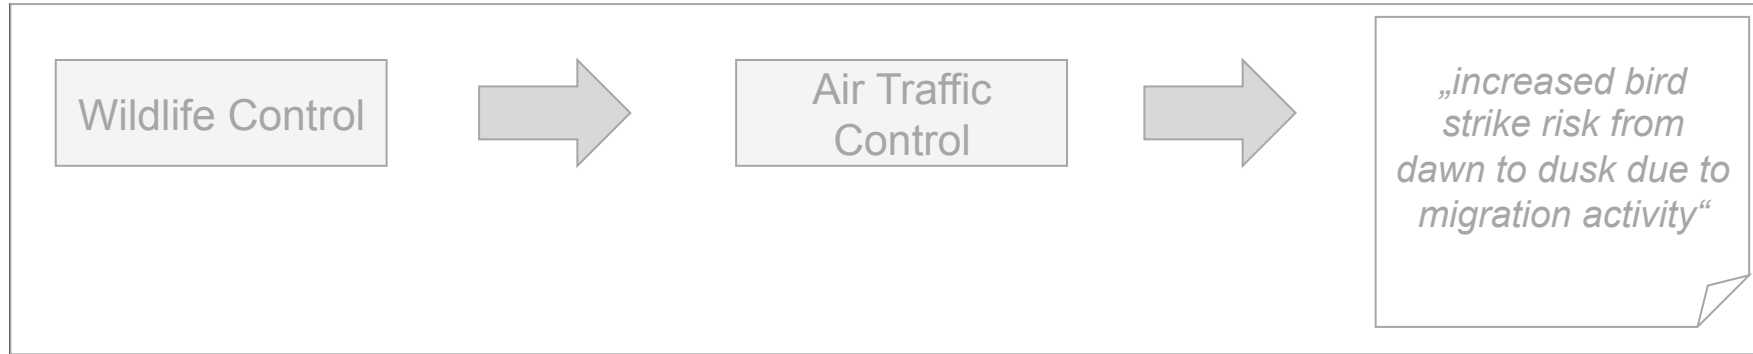 Wildlife Control
Air Traffic
Control
„increased bird
strike risk from
dawn to dusk due to
migration activity“